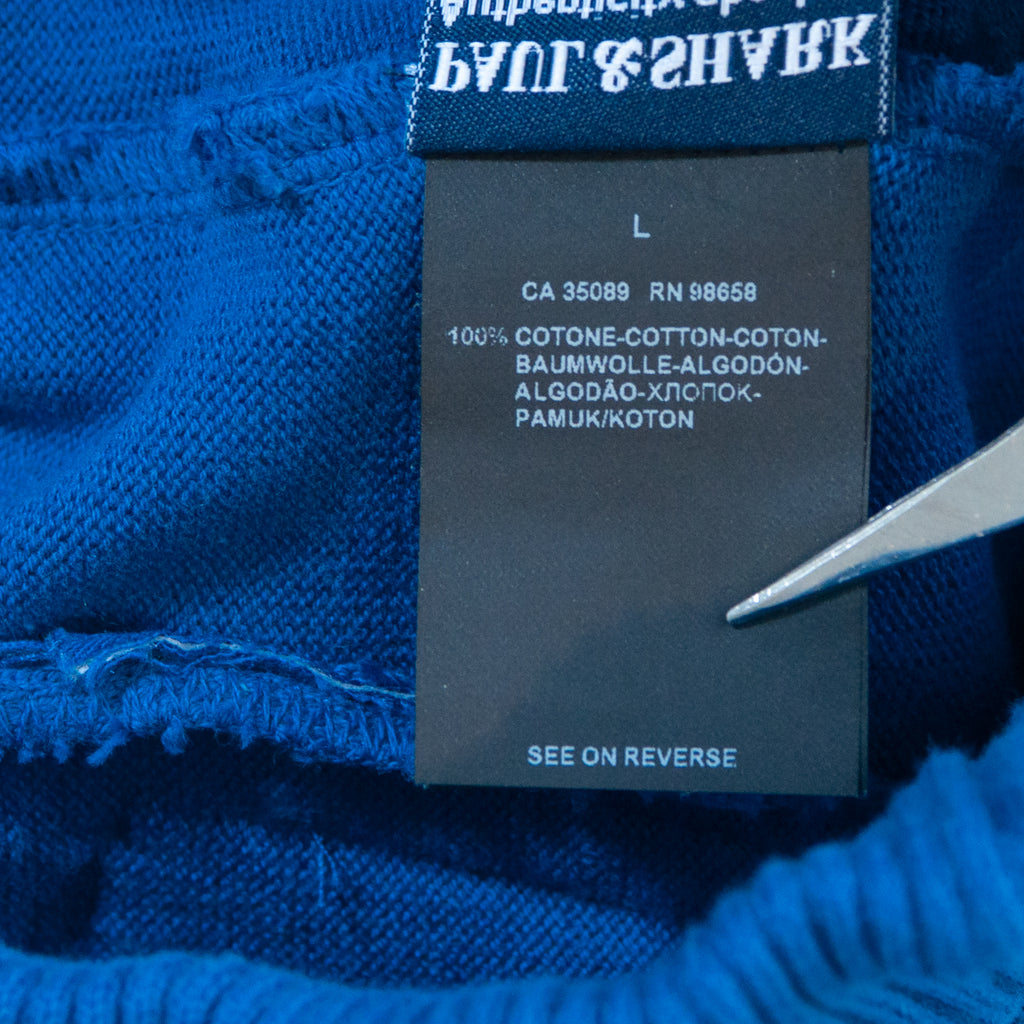 PAUL & SHARK
L
CA 35089 RN 98658
100% COTONE-COTTON-COTON-
BAUMWOLLE-ALGODÓN-
ALGODÃO-ХЛОПОК-
PAMUK/KOTON
SEE ON REVERSE